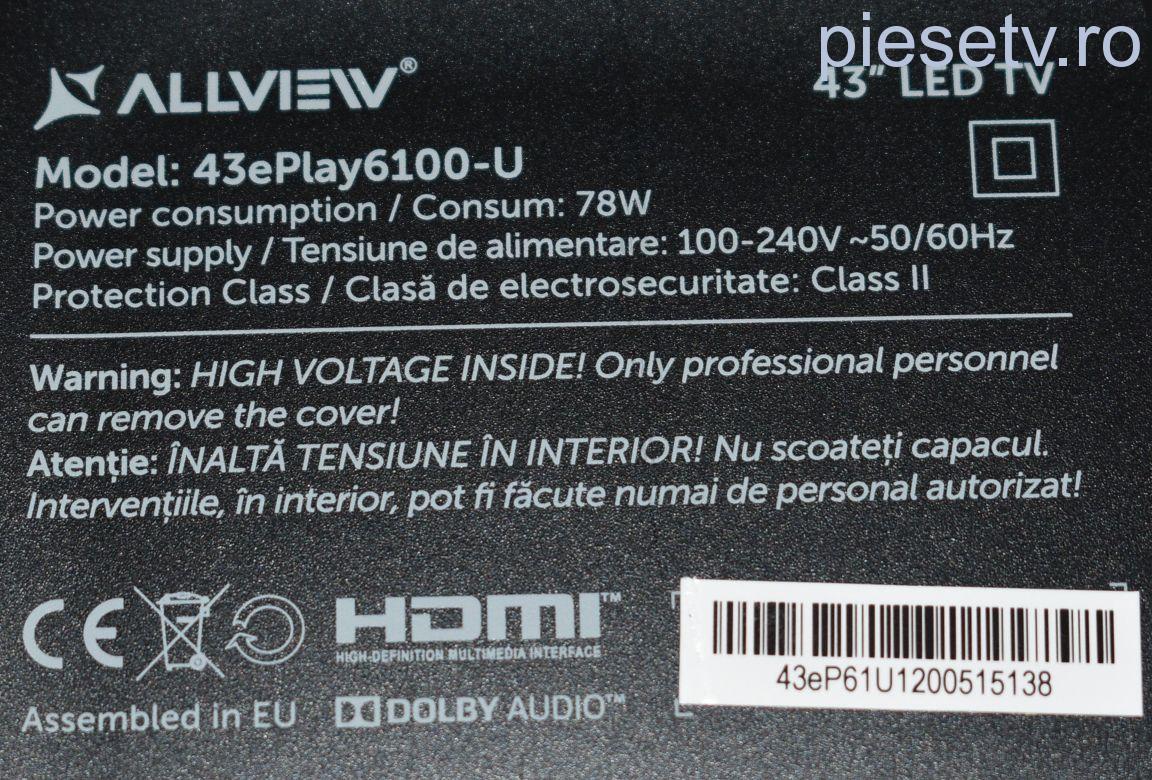 piesetv.ro
ALLVIEW®
43” LED TV
Model: 43ePlay6100-U
Power consumption / Consum: 78W
Power supply / Tensiune de alimentare: 100-240V ~50/60Hz
Protection Class / Clasă de electrosecuritate: Class II
Warning: HIGH VOLTAGE INSIDE! Only professional personnel
can remove the cover!
Atenție: ÎNALTĂ TENSIUNE ÎN INTERIOR! Nu scoateți capacul.
Intervențiile, în interior, pot fi făcute numai de personal autorizat!
CE
HDMI™
HIGH-DEFINITION MULTIMEDIA INTERFACE
43eP61U1200515138
Assembled in EU
DOLBY AUDIO™